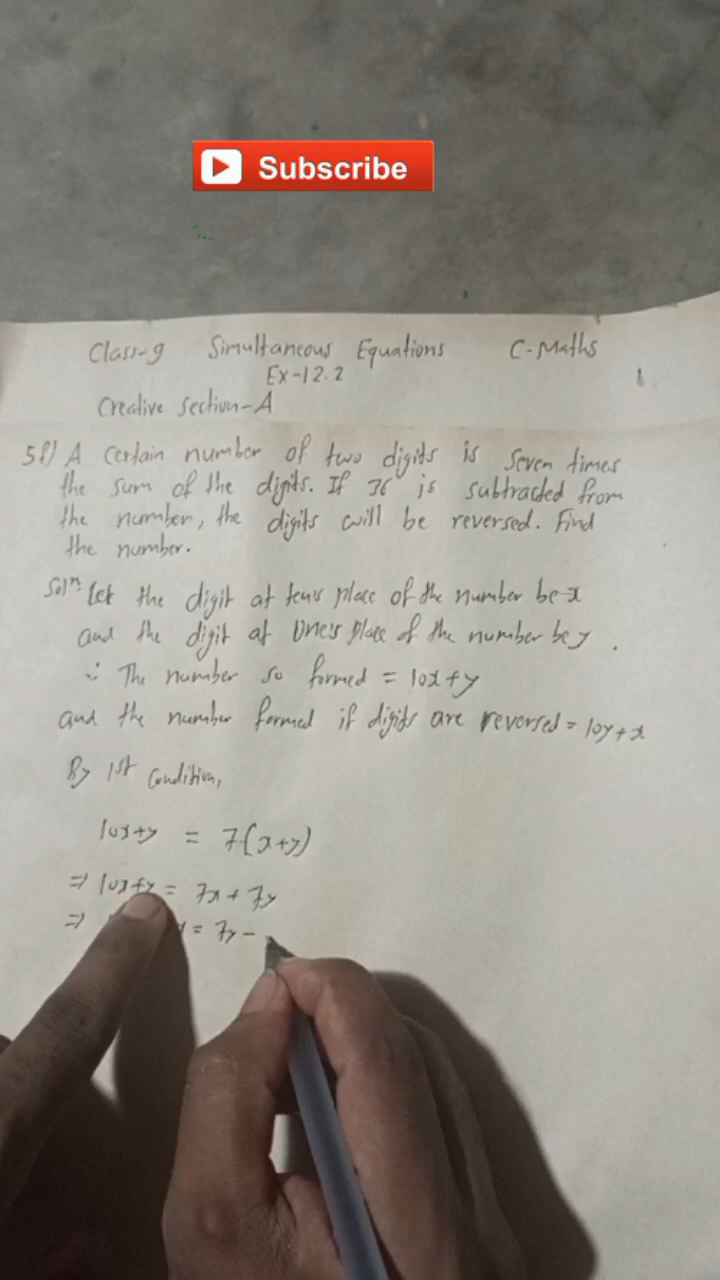 Subscribe
Class-9 Simultaneous Equations C-Maths
Ex-12.2
Creative Section-A
5f) A certain number of two digits is seven times
the sum of the digits. If 36 is subtracted from
the number, the digits will be reversed. Find
the number.
Solⁿ Let the digit at ten's place of the number be x
and the digit at one's place of the number be y.
∴ The number so formed = 10x+y
and the number formed if digits are reversed = 10y+x
By 1st Condition,
10x+y = 7(x+y)
⇒ 10x+y = 7x + 7y
⇒ = 7y -